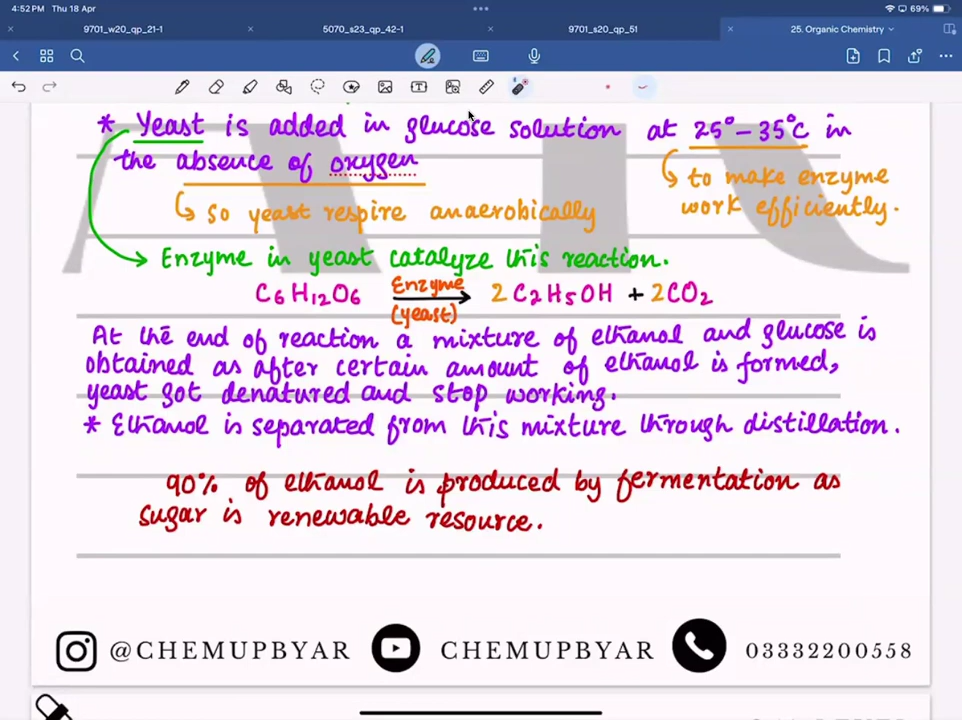 4:52 PM Thu 18 Apr
69%
9701_w20_qp_21-1
5070_s23_qp_42-1
9701_s20_qp_51
25. Organic Chemistry
* Yeast is added in glucose solution at 25°-35°C in
the absence of oxygen
↳ to make enzyme
work efficiently.
↳ so yeast respire anaerobically
→ Enzyme in yeast catalyze this reaction.
C6H12O6 Enzyme (yeast) → 2C2H5OH + 2CO2
At the end of reaction a mixture of ethanol and glucose is
obtained as after certain amount of ethanol is formed,
yeast got denatured and stop working.
* Ethanol is separated from this mixture through distillation.
90% of ethanol is produced by fermentation as
sugar is renewable resource.
@CHEMUPBYAR
CHEMUPBYAR
03332200558